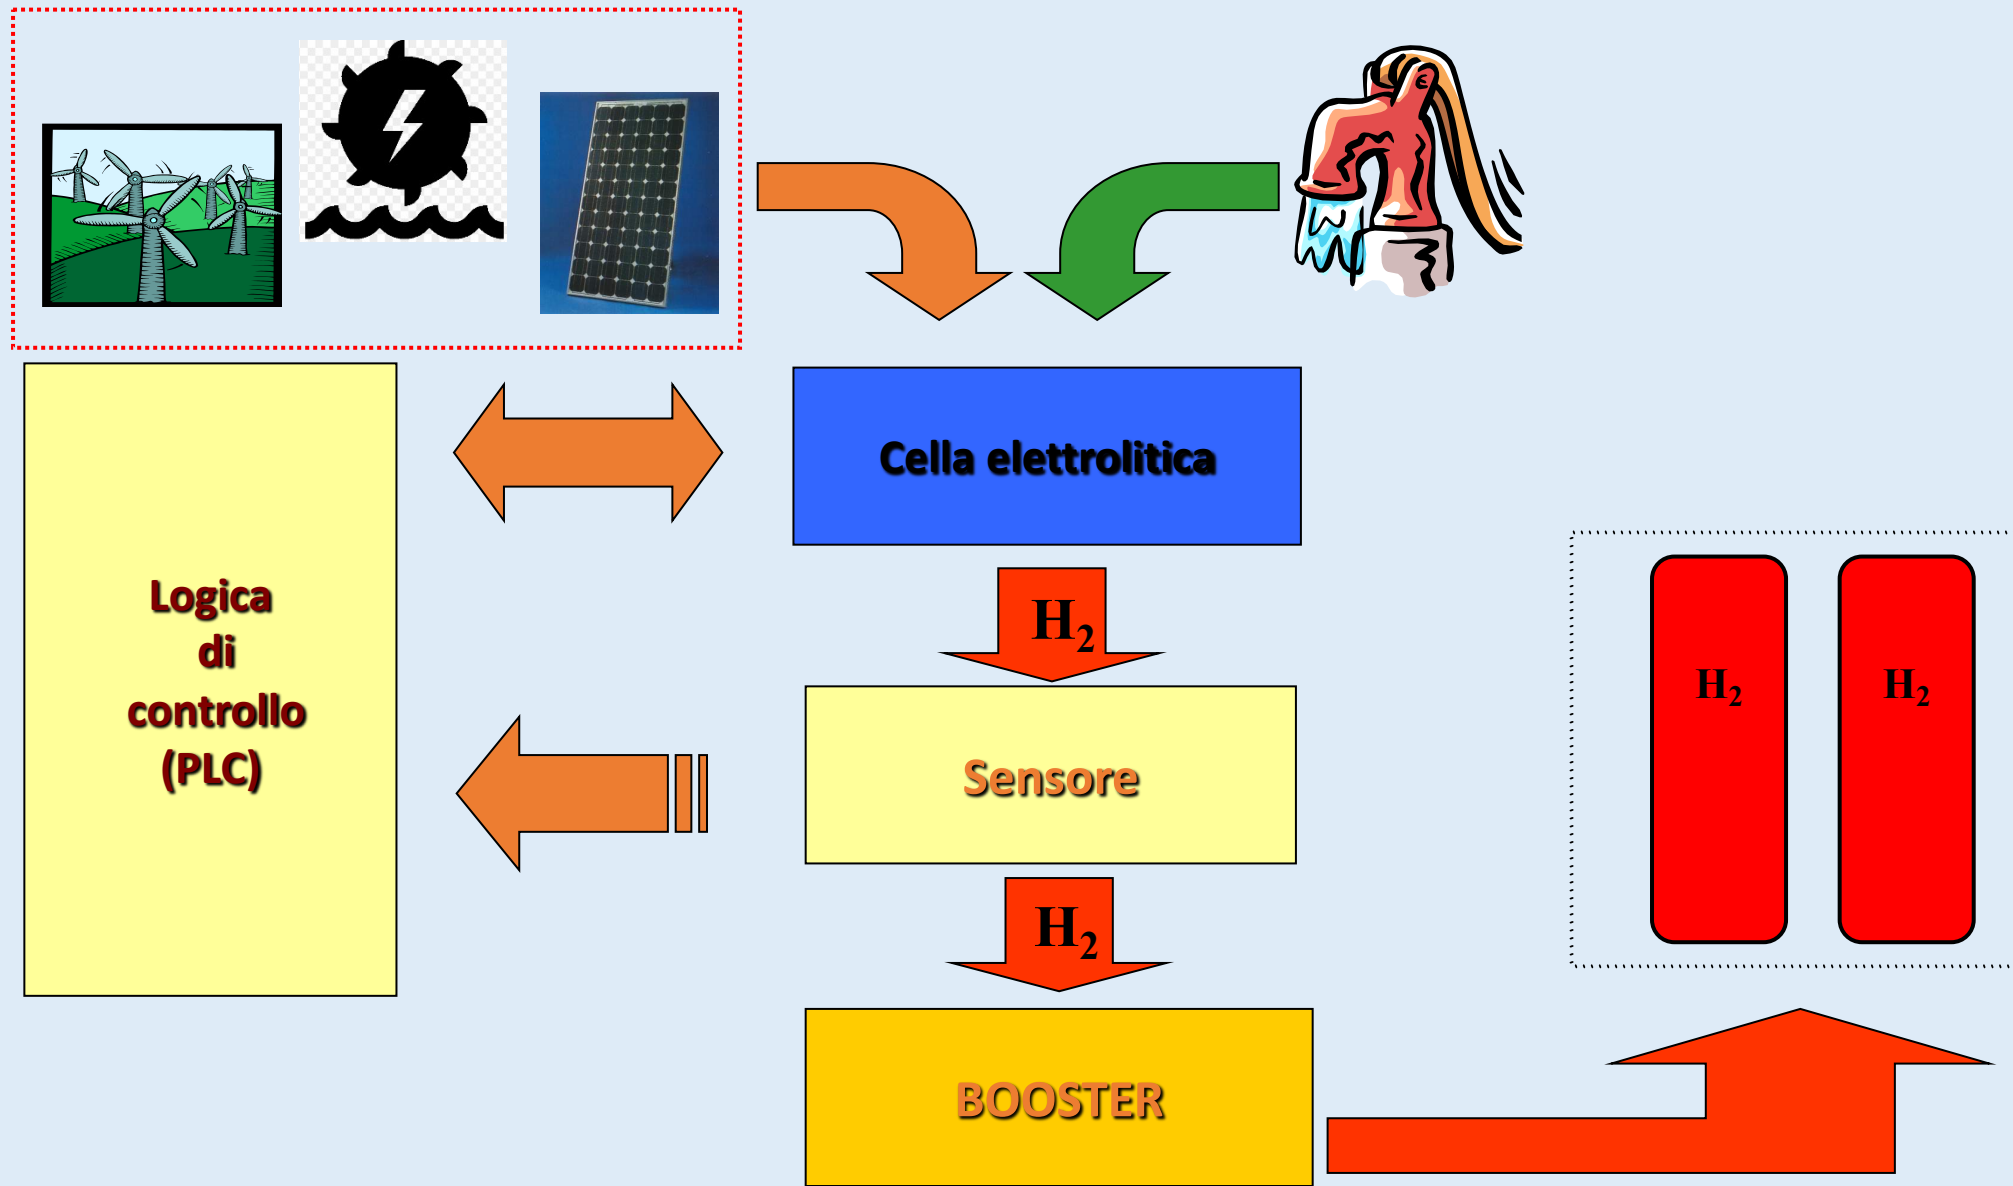 Cella elettrolitica
Logica
di
controllo
(PLC)
H₂
H₂
H₂
Sensore
H₂
BOOSTER